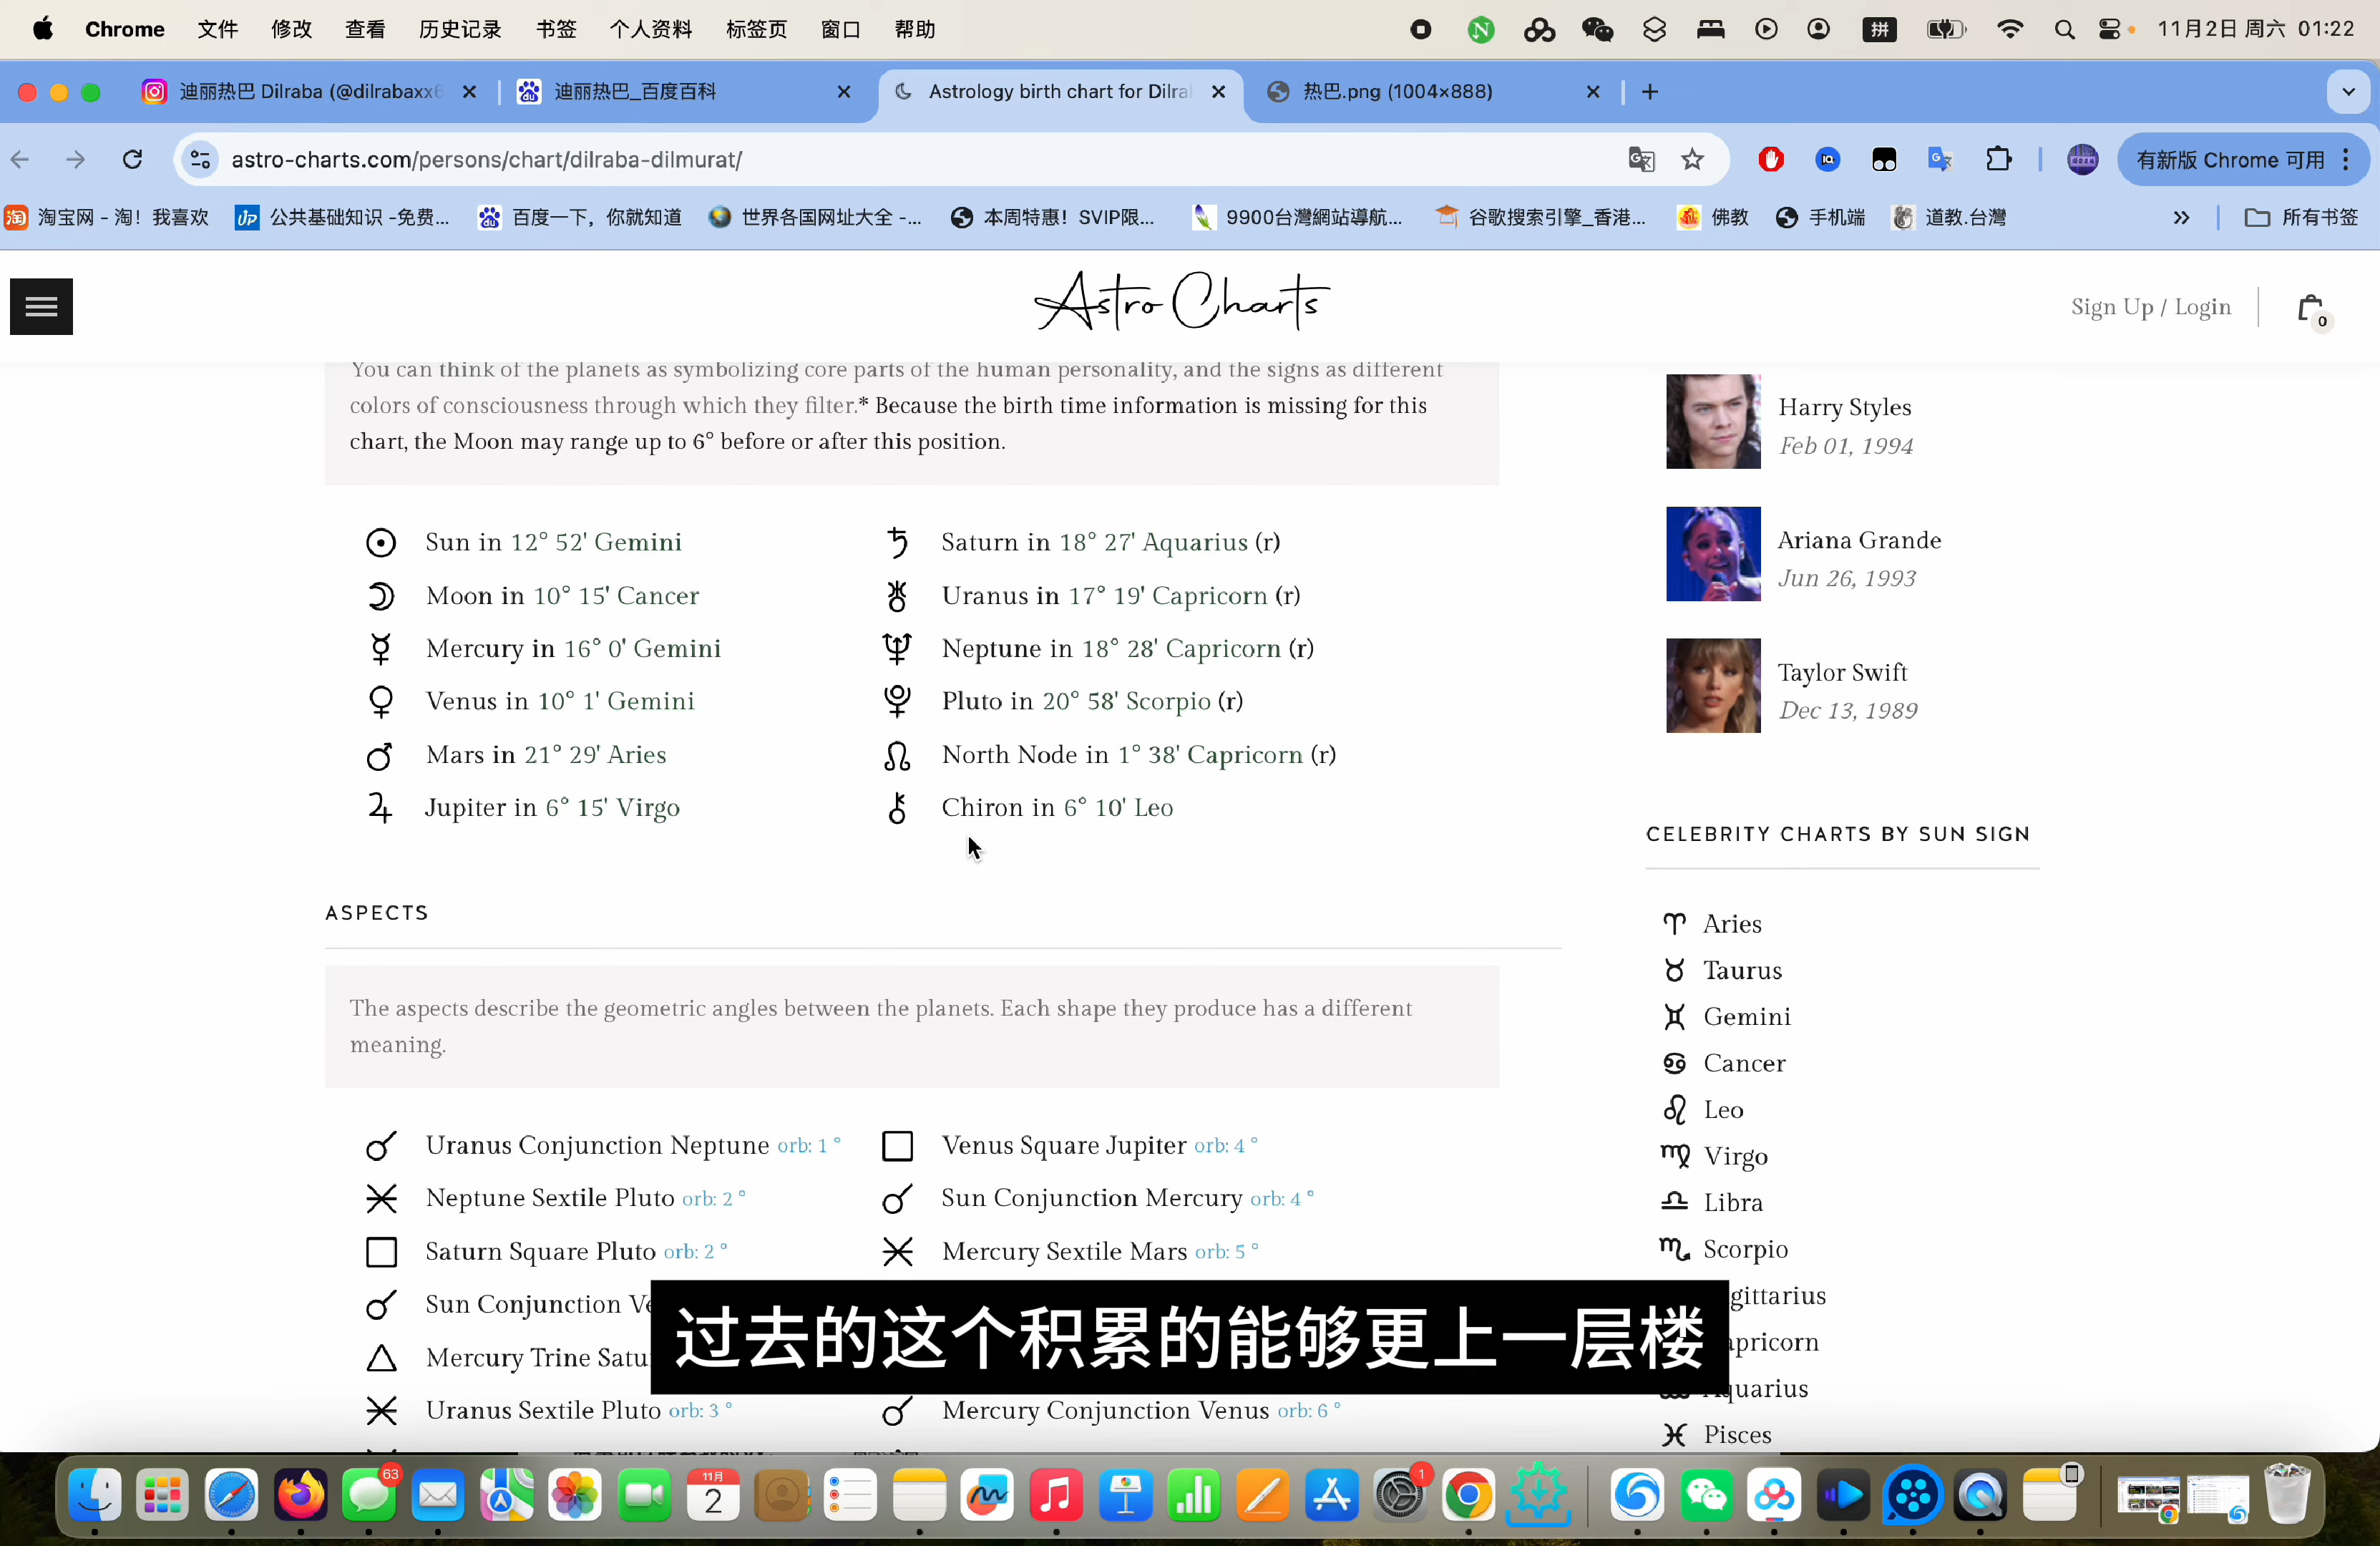 Chrome 文件 修改 查看 历史记录 书签 个人资料 标签页 窗口 帮助 拼 11月2日 周六 01:22
迪丽热巴 Dilraba (@dilrabaxx 迪丽热巴_百度百科 Astrology birth chart for Dilra 热巴.png (1004×888)
astro-charts.com/persons/chart/dilraba-dilmurat/ 有新版 Chrome 可用
淘宝网 - 淘！我喜欢 公共基础知识 -免费... 百度一下，你就知道 世界各国网址大全 -... 本周特惠！SVIP限... 9900台灣網站導航... 谷歌搜索引擎_香港... 佛教 手机端 道教.台灣 » 所有书签
Astro Charts
Sign Up / Login
0
You can think of the planets as symbolizing core parts of the human personality, and the signs as different
colors of consciousness through which they filter.* Because the birth time information is missing for this
chart, the Moon may range up to 6° before or after this position.
Sun in 12° 52' Gemini
Moon in 10° 15' Cancer
Mercury in 16° 0' Gemini
Venus in 10° 1' Gemini
Mars in 21° 29' Aries
Jupiter in 6° 15' Virgo
Saturn in 18° 27' Aquarius (r)
Uranus in 17° 19' Capricorn (r)
Neptune in 18° 28' Capricorn (r)
Pluto in 20° 58' Scorpio (r)
North Node in 1° 38' Capricorn (r)
Chiron in 6° 10' Leo
ASPECTS
The aspects describe the geometric angles between the planets. Each shape they produce has a different
meaning.
Uranus Conjunction Neptune orb: 1 °
Neptune Sextile Pluto orb: 2 °
Saturn Square Pluto orb: 2 °
Sun Conjunction Ve
Mercury Trine Satu
Uranus Sextile Pluto orb: 3 °
Venus Square Jupiter orb: 4 °
Sun Conjunction Mercury orb: 4 °
Mercury Sextile Mars orb: 5 °
Mercury Conjunction Venus orb: 6 °
过去的这个积累的能够更上一层楼
Harry Styles
Feb 01, 1994
Ariana Grande
Jun 26, 1993
Taylor Swift
Dec 13, 1989
CELEBRITY CHARTS BY SUN SIGN
Aries
Taurus
Gemini
Cancer
Leo
Virgo
Libra
Scorpio
gittarius
apricorn
Aquarius
Pisces
63
11月
2
1